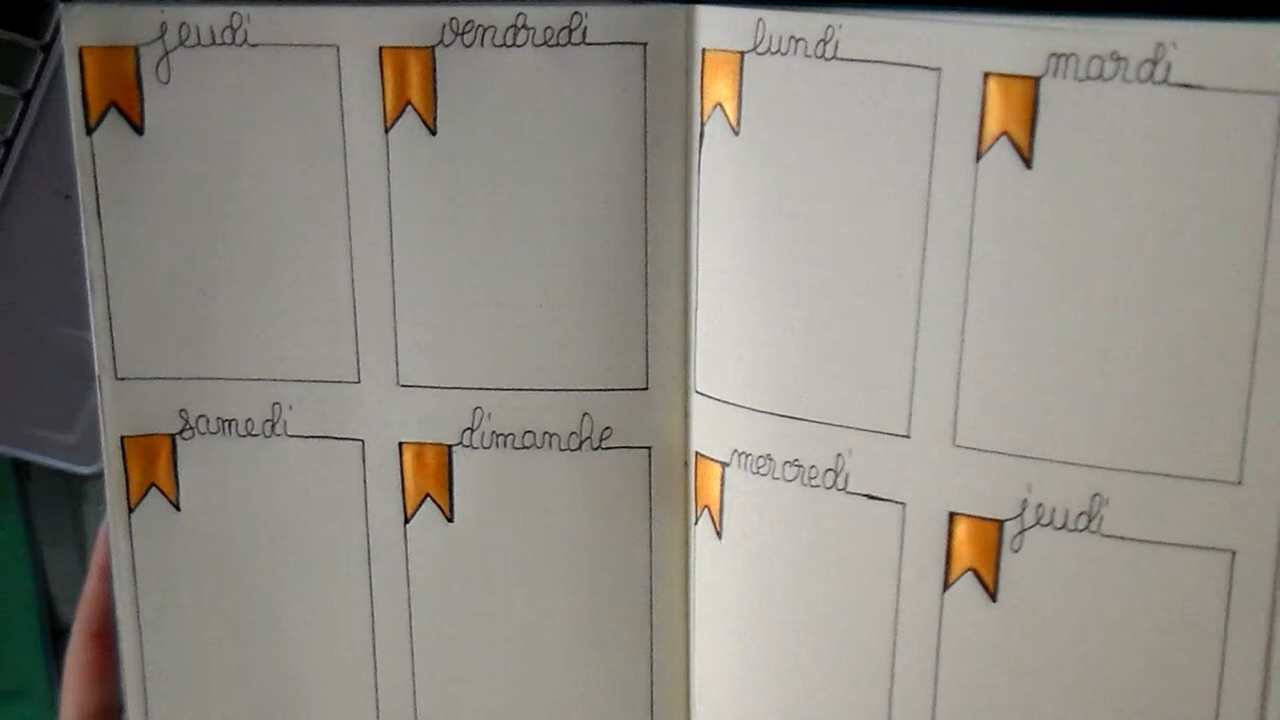 jeudi
vendredi
samedi
dimanche
lundi
mardi
mercredi
jeudi